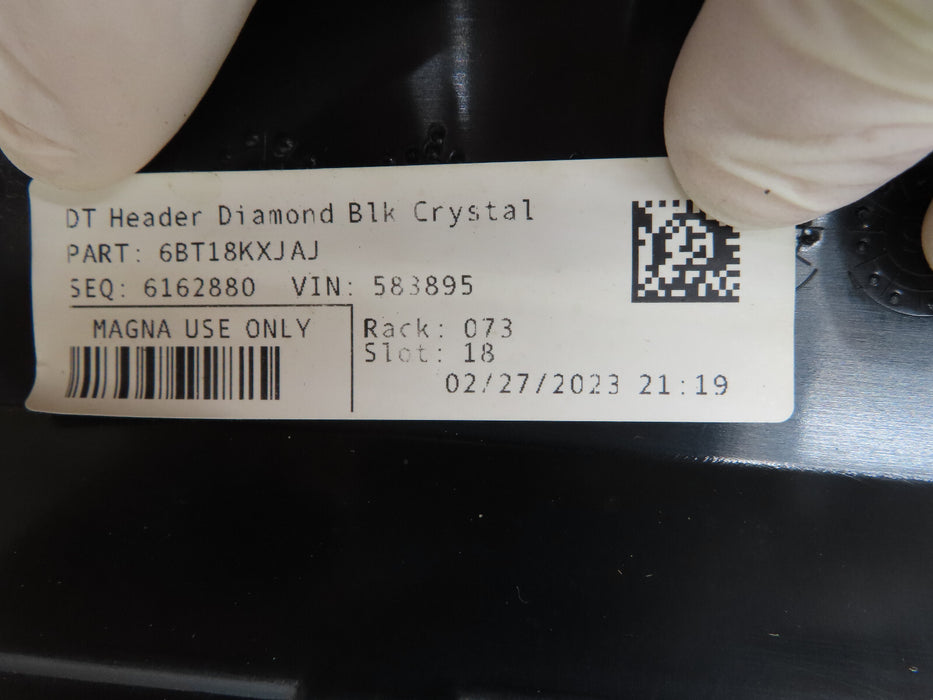 DT Header Diamond Blk Crystal
PART: 6BT18KXJAJ
SEQ: 6162880 VIN: 583895
MAGNA USE ONLY
Rack: 073
Slot: 18
02/27/2023 21:19